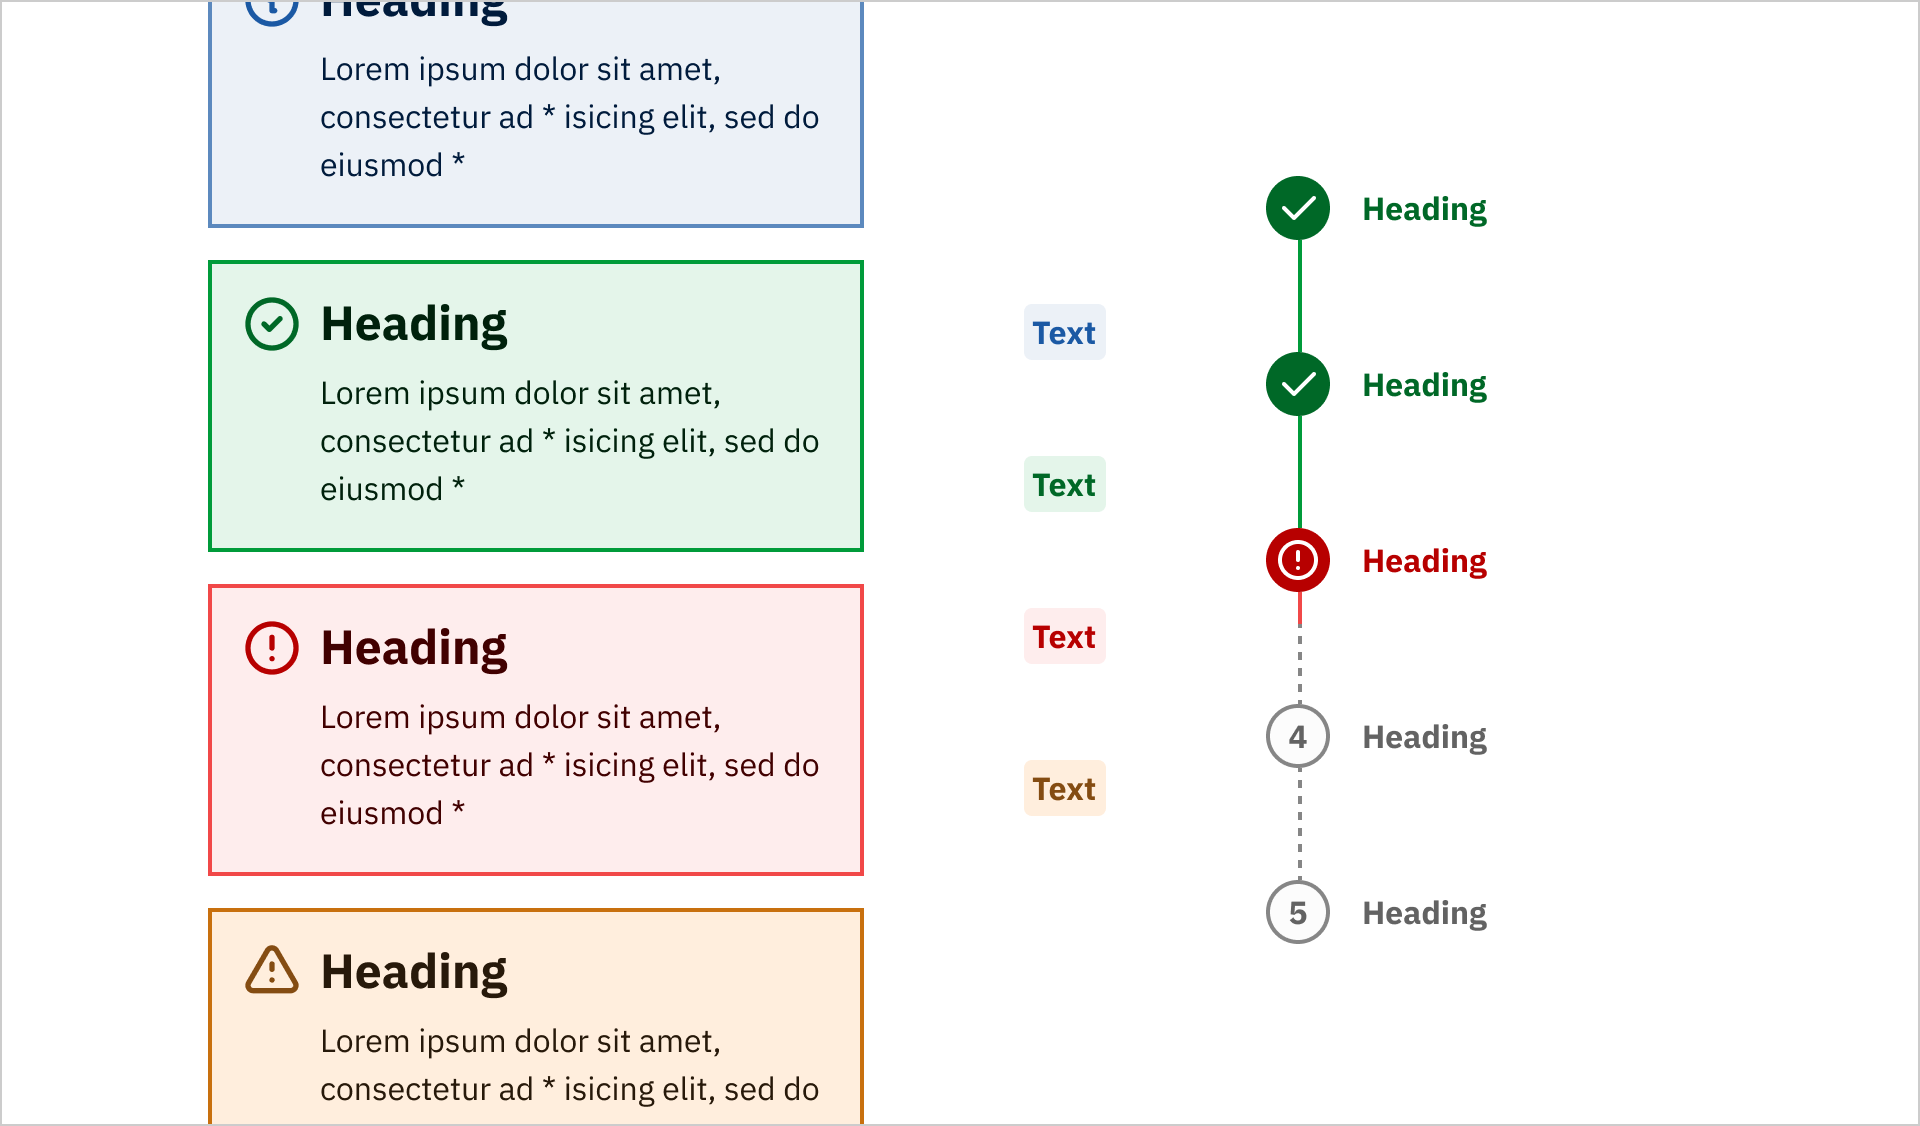 Heading
Lorem ipsum dolor sit amet,
consectetur ad * isicing elit, sed do
eiusmod *
Heading
Lorem ipsum dolor sit amet,
consectetur ad * isicing elit, sed do
eiusmod *
Heading
Lorem ipsum dolor sit amet,
consectetur ad * isicing elit, sed do
eiusmod *
Heading
Lorem ipsum dolor sit amet,
consectetur ad * isicing elit, sed do
Text
Text
Text
Text
Heading
Heading
Heading
4 Heading
5 Heading